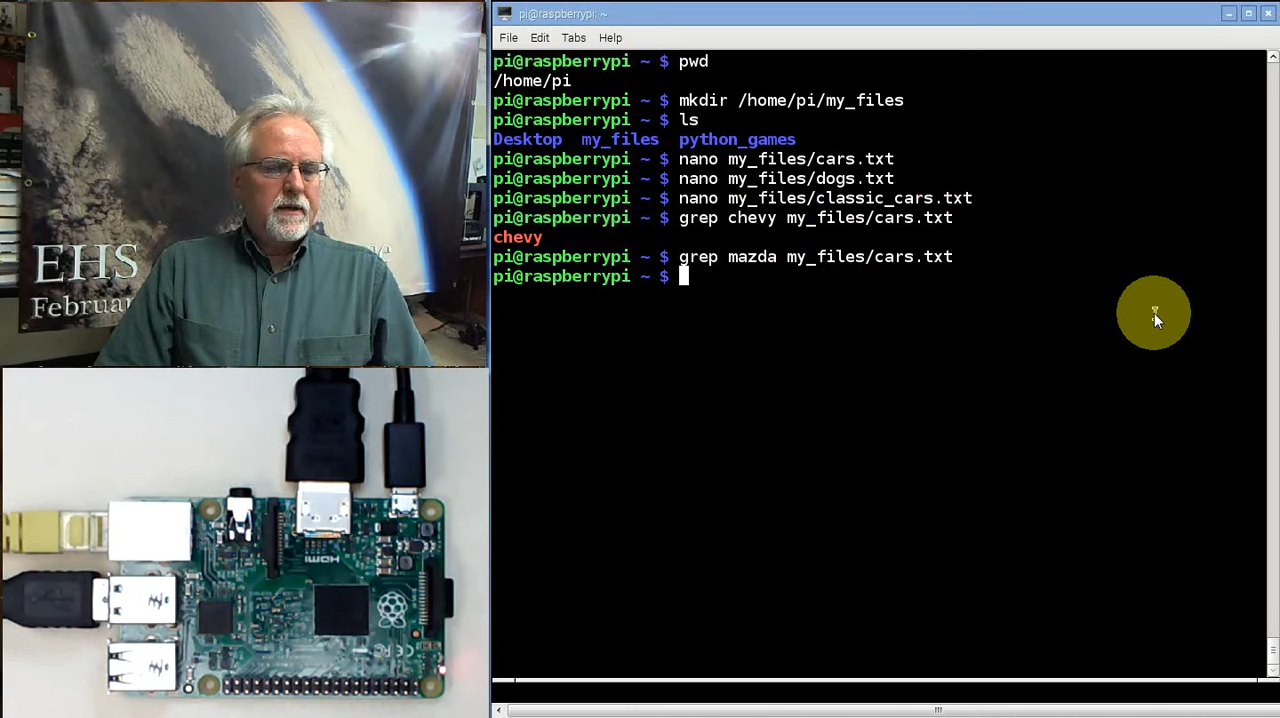 EHS
Februa
pi@raspberrypi: ~
File Edit Tabs Help
pi@raspberrypi ~ $ pwd
/home/pi
pi@raspberrypi ~ $ mkdir /home/pi/my_files
pi@raspberrypi ~ $ ls
Desktop my_files python_games
pi@raspberrypi ~ $ nano my_files/cars.txt
pi@raspberrypi ~ $ nano my_files/dogs.txt
pi@raspberrypi ~ $ nano my_files/classic_cars.txt
pi@raspberrypi ~ $ grep chevy my_files/cars.txt
chevy
pi@raspberrypi ~ $ grep mazda my_files/cars.txt
pi@raspberrypi ~ $
HDMI